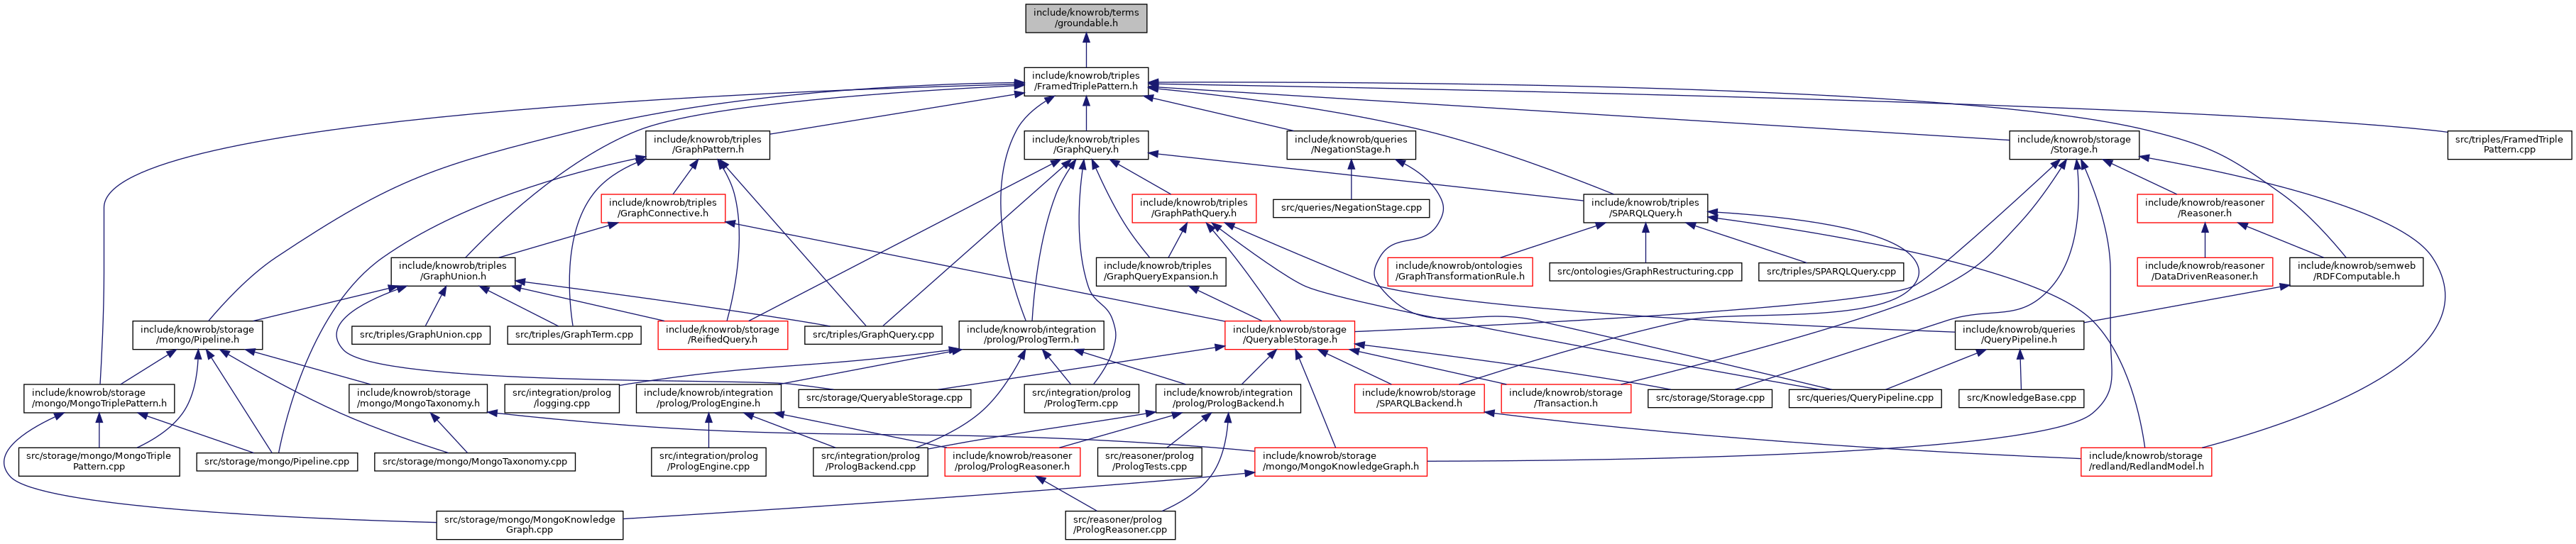 include/knowrob/terms
/groundable.h
include/knowrob/triples
/FramedTriplePattern.h
include/knowrob/triples
/GraphPattern.h
include/knowrob/triples
/GraphQuery.h
include/knowrob/queries
/NegationStage.h
include/knowrob/storage
/Storage.h
src/triples/FramedTriple
Pattern.cpp
include/knowrob/triples
/GraphConnective.h
include/knowrob/triples
/GraphPathQuery.h
src/queries/NegationStage.cpp
include/knowrob/triples
/SPARQLQuery.h
include/knowrob/reasoner
/Reasoner.h
include/knowrob/triples
/GraphUnion.h
include/knowrob/triples
/GraphQueryExpansion.h
include/knowrob/ontologies
/GraphTransformationRule.h
src/ontologies/GraphRestructuring.cpp
src/triples/SPARQLQuery.cpp
include/knowrob/reasoner
/DataDrivenReasoner.h
include/knowrob/semweb
/RDFComputable.h
include/knowrob/storage
/mongo/Pipeline.h
src/triples/GraphUnion.cpp
src/triples/GraphTerm.cpp
include/knowrob/storage
/ReifiedQuery.h
src/triples/GraphQuery.cpp
include/knowrob/integration
/prolog/PrologTerm.h
include/knowrob/storage
/QueryableStorage.h
include/knowrob/queries
/QueryPipeline.h
include/knowrob/storage
/mongo/MongoTriplePattern.h
include/knowrob/storage
/mongo/MongoTaxonomy.h
src/integration/prolog
/logging.cpp
include/knowrob/integration
/prolog/PrologEngine.h
src/storage/QueryableStorage.cpp
src/integration/prolog
/PrologTerm.cpp
include/knowrob/integration
/prolog/PrologBackend.h
include/knowrob/storage
/SPARQLBackend.h
include/knowrob/storage
/Transaction.h
src/storage/Storage.cpp
src/queries/QueryPipeline.cpp
src/KnowledgeBase.cpp
src/storage/mongo/MongoTriple
Pattern.cpp
src/storage/mongo/Pipeline.cpp
src/storage/mongo/MongoTaxonomy.cpp
src/integration/prolog
/PrologEngine.cpp
src/integration/prolog
/PrologBackend.cpp
include/knowrob/reasoner
/prolog/PrologReasoner.h
src/reasoner/prolog
/PrologTests.cpp
include/knowrob/storage
/mongo/MongoKnowledgeGraph.h
include/knowrob/storage
/redland/RedlandModel.h
src/storage/mongo/MongoKnowledge
Graph.cpp
src/reasoner/prolog
/PrologReasoner.cpp